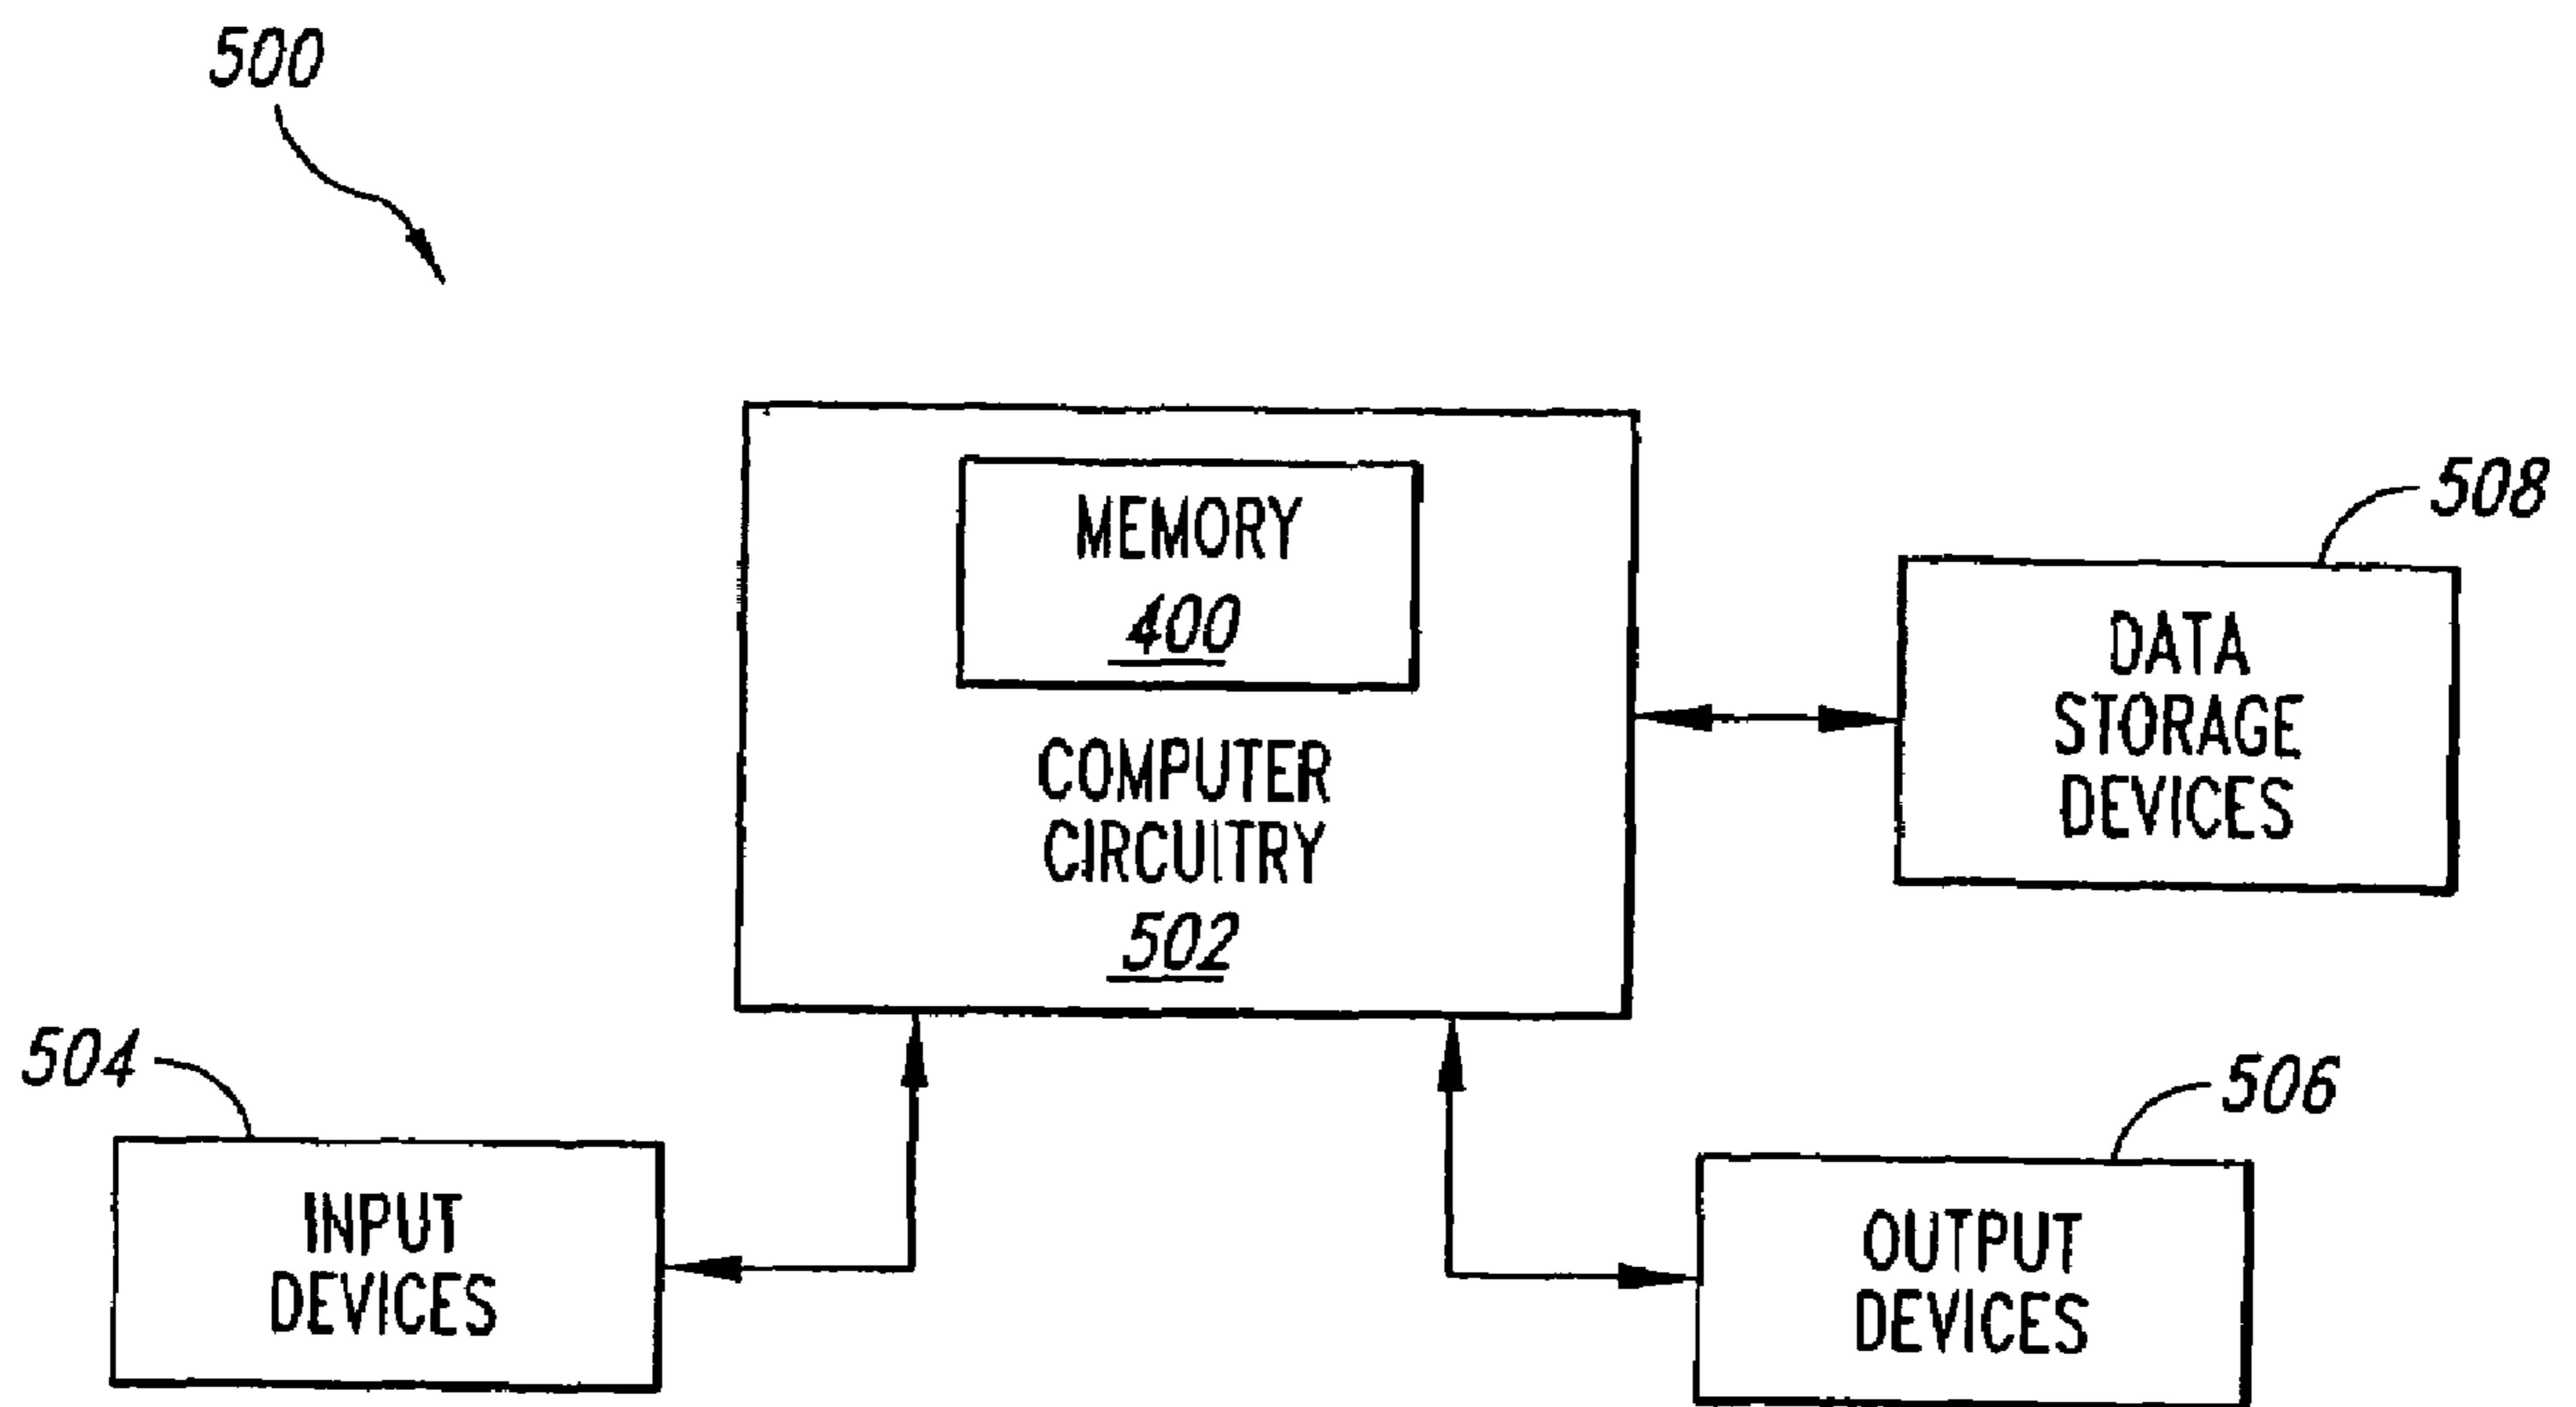 500
MEMORY
400
COMPUTER
CIRCUITRY
502
508
DATA
STORAGE
DEVICES
504
INPUT
DEVICES
506
OUTPUT
DEVICES